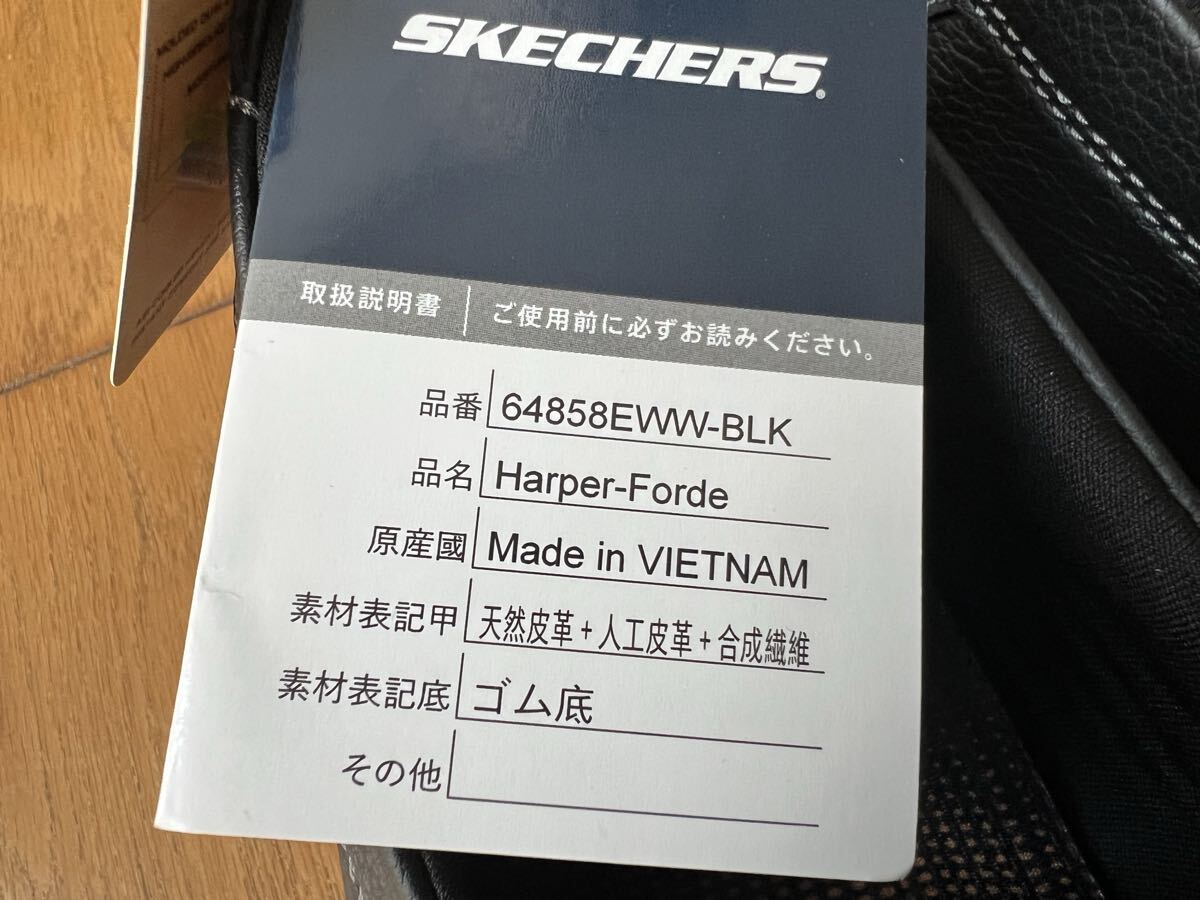 SKECHERS®
取扱説明書 ご使用前に必ずお読みください。
品番 64858EWW-BLK
品名 Harper-Forde
原産國 Made in VIETNAM
素材表記甲 天然皮革+人工皮革+合成繊維
素材表記底 ゴム底
その他